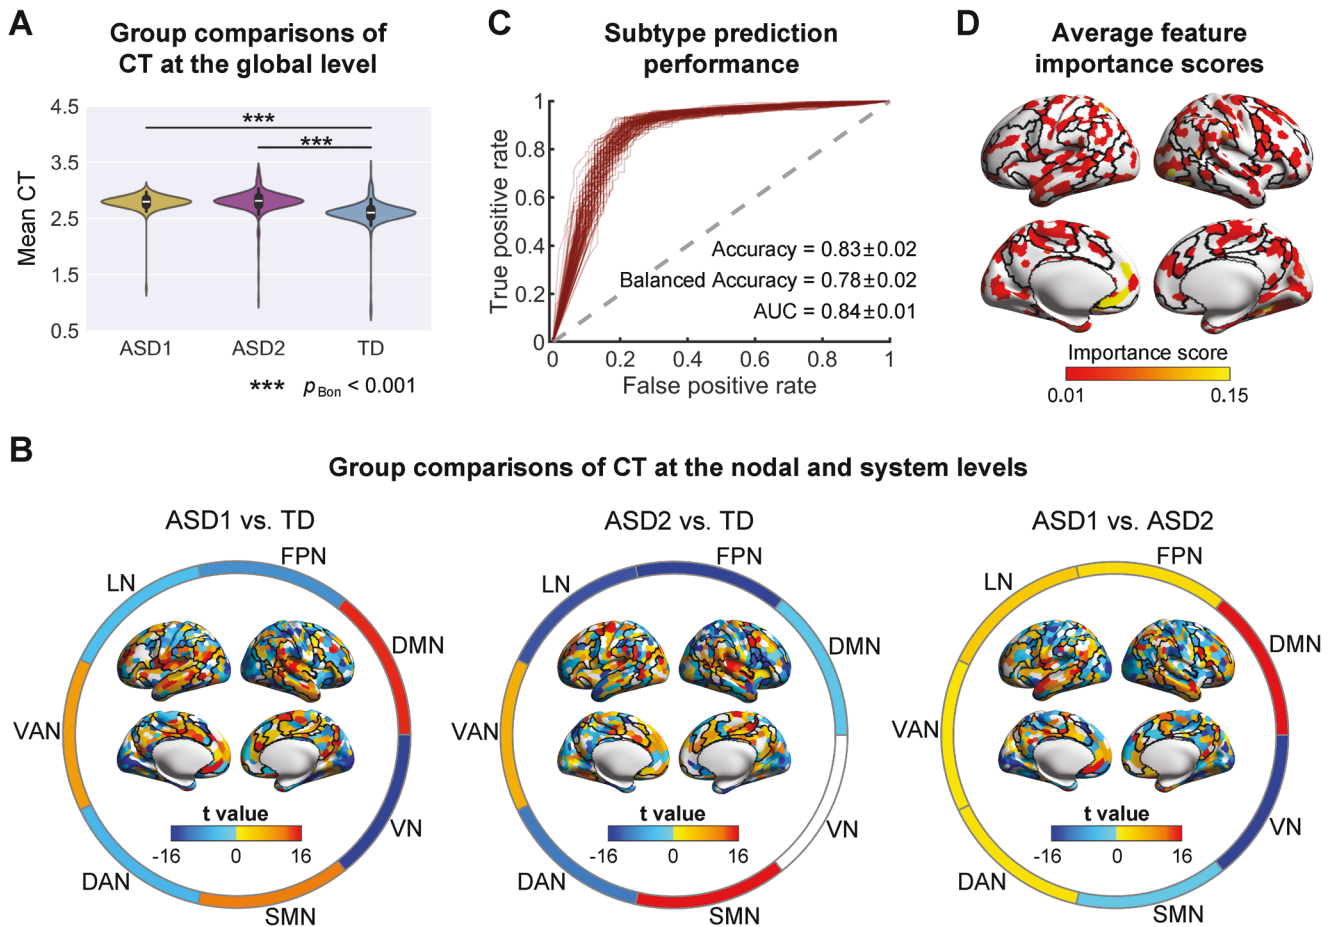 A
Group comparisons of
CT at the global level
4.5
3.5
2.5
1.5
0.5
Mean CT
***
***
ASD1
ASD2
TD
*** pBon < 0.001
C
Subtype prediction
performance
1
0.8
0.6
0.4
0.2
0
True positive rate
Accuracy = 0.83±0.02
Balanced Accuracy = 0.78±0.02
AUC = 0.84±0.01
0
0.2
0.4
0.6
0.8
1
False positive rate
D
Average feature
importance scores
Importance score
0.01
0.15
B
Group comparisons of CT at the nodal and system levels
ASD1 vs. TD
FPN
LN
DMN
VAN
VN
DAN
SMN
t value
-16
0
16
ASD2 vs. TD
FPN
LN
DMN
VAN
VN
DAN
SMN
t value
-16
0
16
ASD1 vs. ASD2
FPN
LN
DMN
VAN
VN
DAN
SMN
t value
-16
0
16